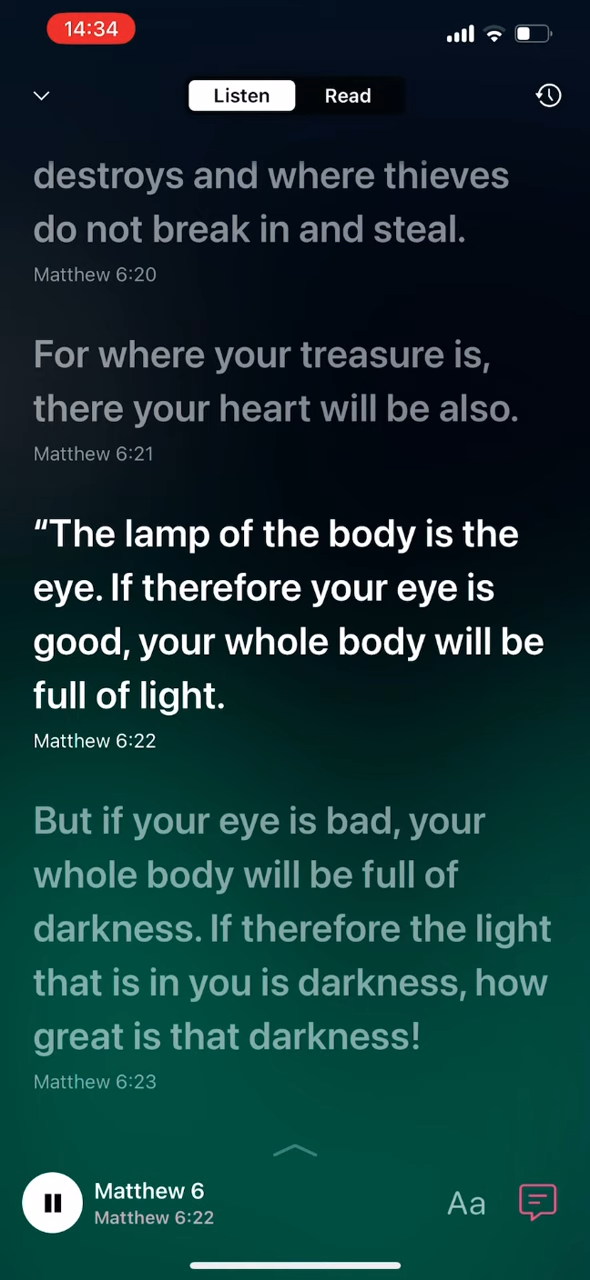 14:34
Listen
Read
destroys and where thieves
do not break in and steal.
Matthew 6:20
For where your treasure is,
there your heart will be also.
Matthew 6:21
“The lamp of the body is the
eye. If therefore your eye is
good, your whole body will be
full of light.
Matthew 6:22
But if your eye is bad, your
whole body will be full of
darkness. If therefore the light
that is in you is darkness, how
great is that darkness!
Matthew 6:23
Matthew 6
Matthew 6:22
Aa